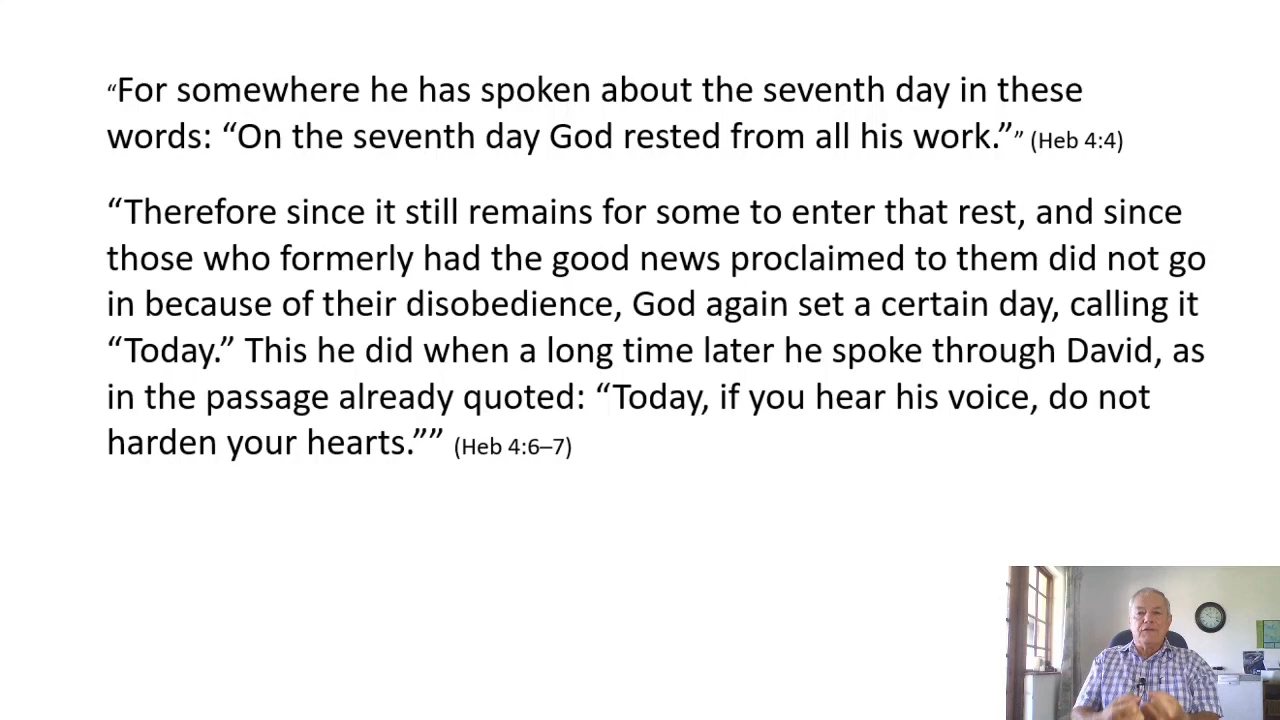 “For somewhere he has spoken about the seventh day in these
words: “On the seventh day God rested from all his work.”” (Heb 4:4)
“Therefore since it still remains for some to enter that rest, and since
those who formerly had the good news proclaimed to them did not go
in because of their disobedience, God again set a certain day, calling it
“Today.” This he did when a long time later he spoke through David, as
in the passage already quoted: “Today, if you hear his voice, do not
harden your hearts.”” (Heb 4:6–7)